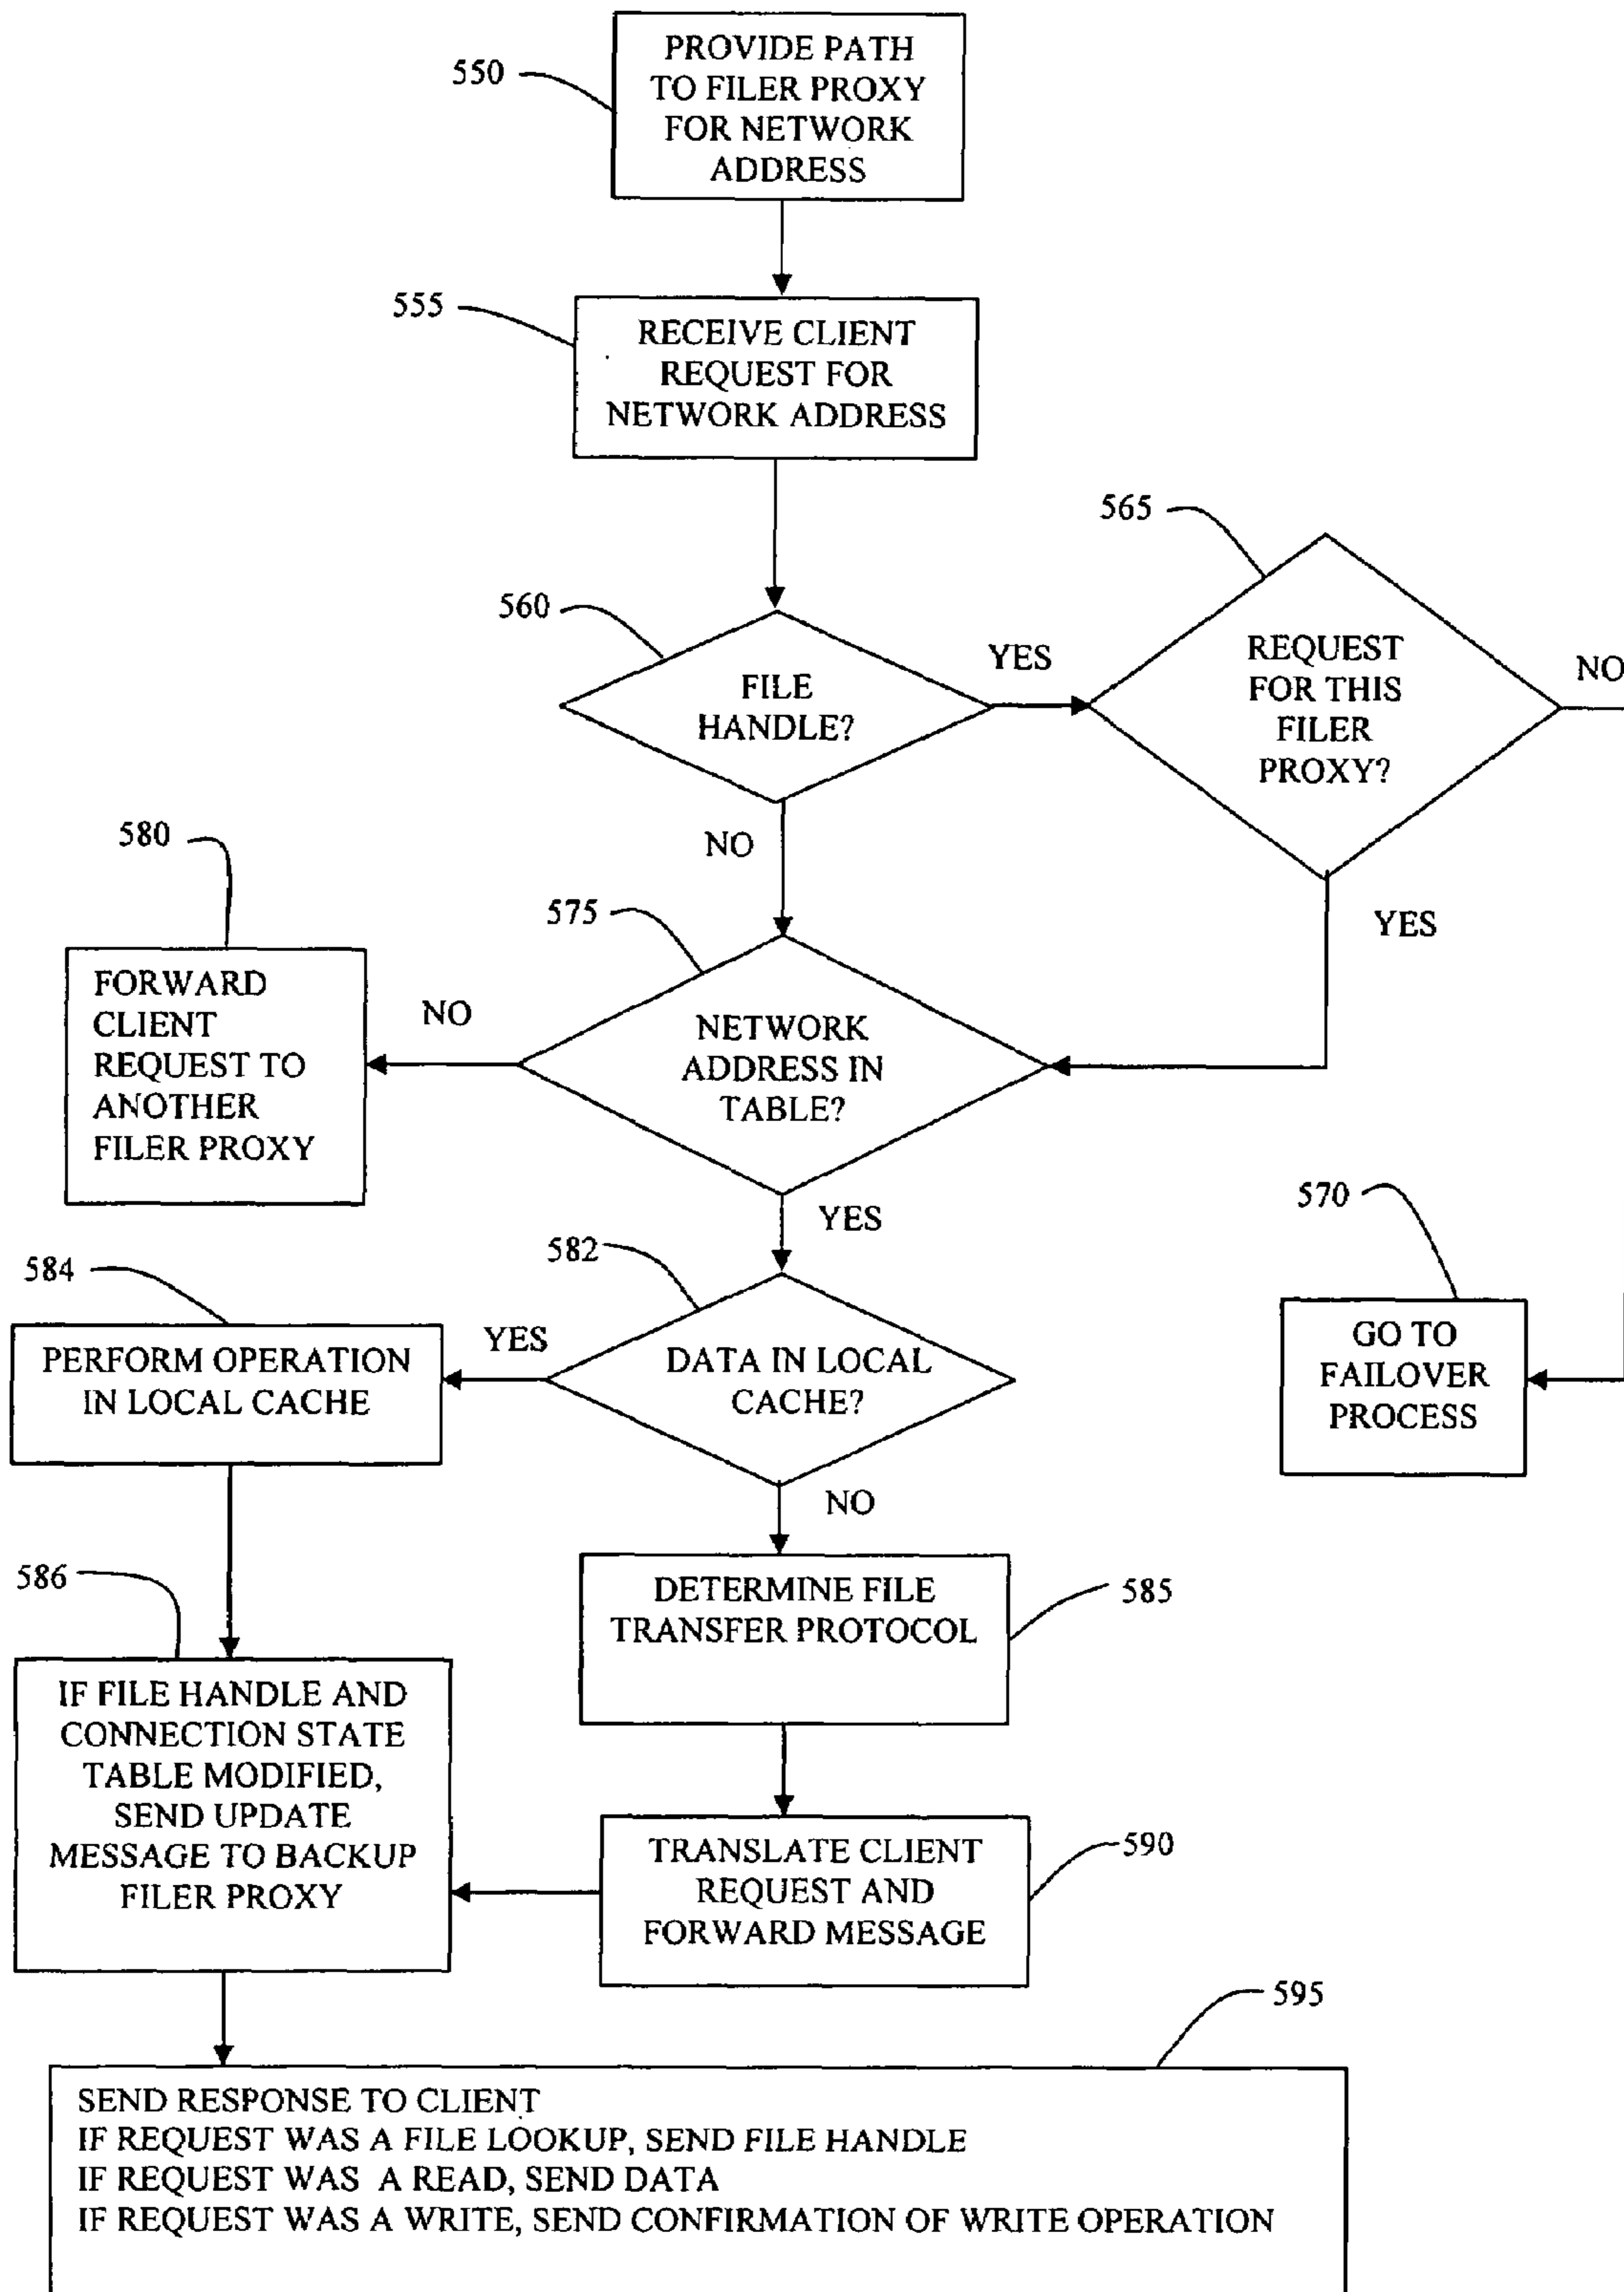 550
PROVIDE PATH
TO FILER PROXY
FOR NETWORK
ADDRESS
555
RECEIVE CLIENT
REQUEST FOR
NETWORK ADDRESS
560
FILE
HANDLE?
YES
565
REQUEST
FOR THIS
FILER
PROXY?
NO
NO
YES
575
NETWORK
ADDRESS IN
TABLE?
NO
580
FORWARD
CLIENT
REQUEST TO
ANOTHER
FILER PROXY
YES
570
GO TO
FAILOVER
PROCESS
582
DATA IN LOCAL
CACHE?
YES
584
PERFORM OPERATION
IN LOCAL CACHE
NO
585
DETERMINE FILE
TRANSFER PROTOCOL
586
IF FILE HANDLE AND
CONNECTION STATE
TABLE MODIFIED,
SEND UPDATE
MESSAGE TO BACKUP
FILER PROXY
590
TRANSLATE CLIENT
REQUEST AND
FORWARD MESSAGE
595
SEND RESPONSE TO CLIENT
IF REQUEST WAS A FILE LOOKUP, SEND FILE HANDLE
IF REQUEST WAS A READ, SEND DATA
IF REQUEST WAS A WRITE, SEND CONFIRMATION OF WRITE OPERATION